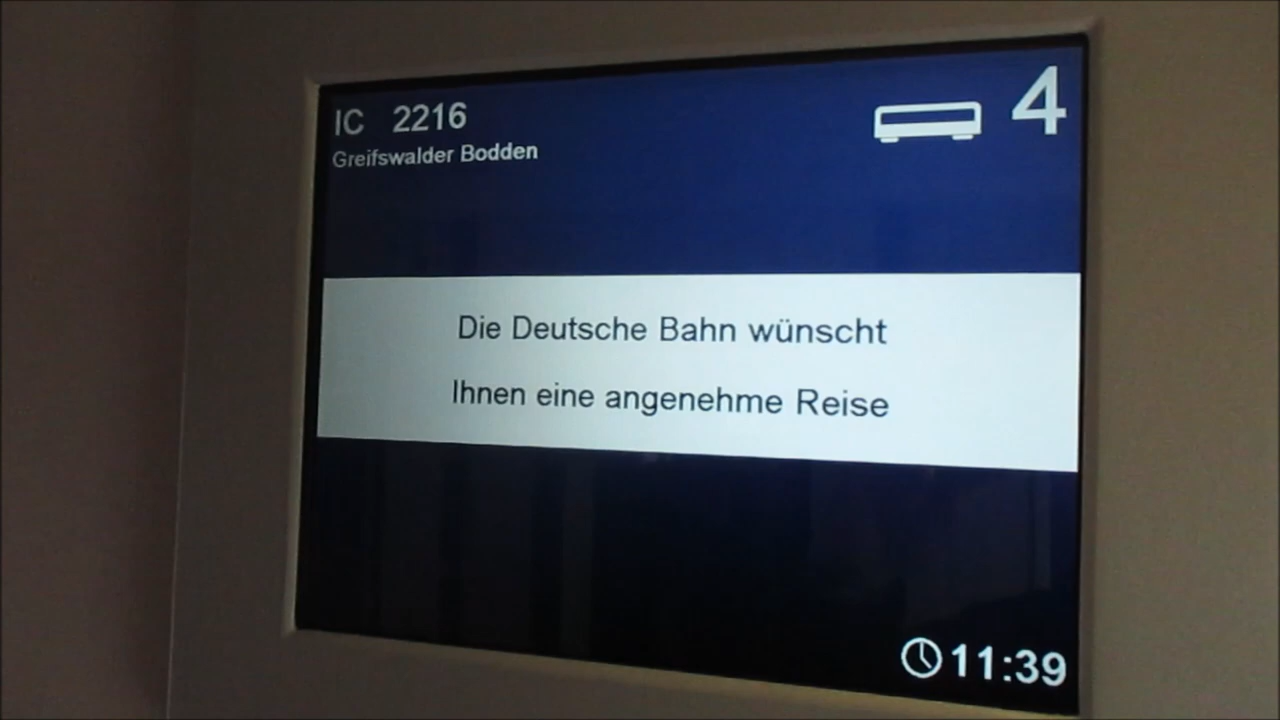 IC 2216
4
Greifswalder Bodden
Die Deutsche Bahn wünscht
Ihnen eine angenehme Reise
11:39